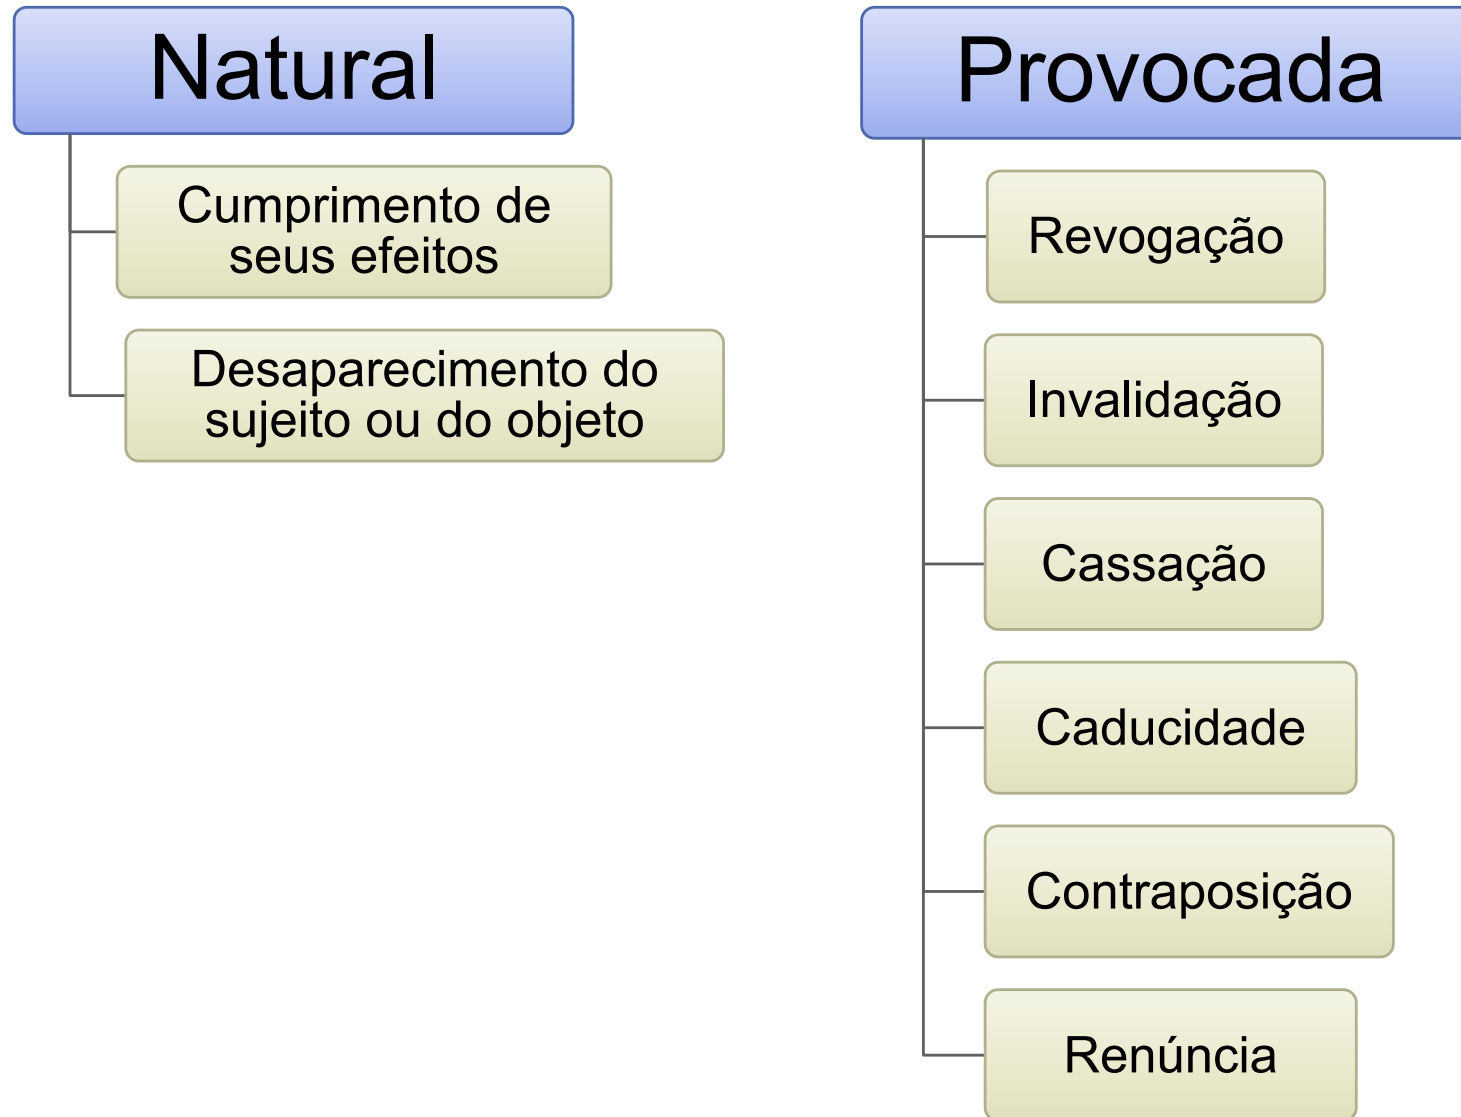 Natural
Cumprimento de
seus efeitos
Desaparecimento do
sujeito ou do objeto
Provocada
Revogação
Invalidação
Cassação
Caducidade
Contraposição
Renúncia